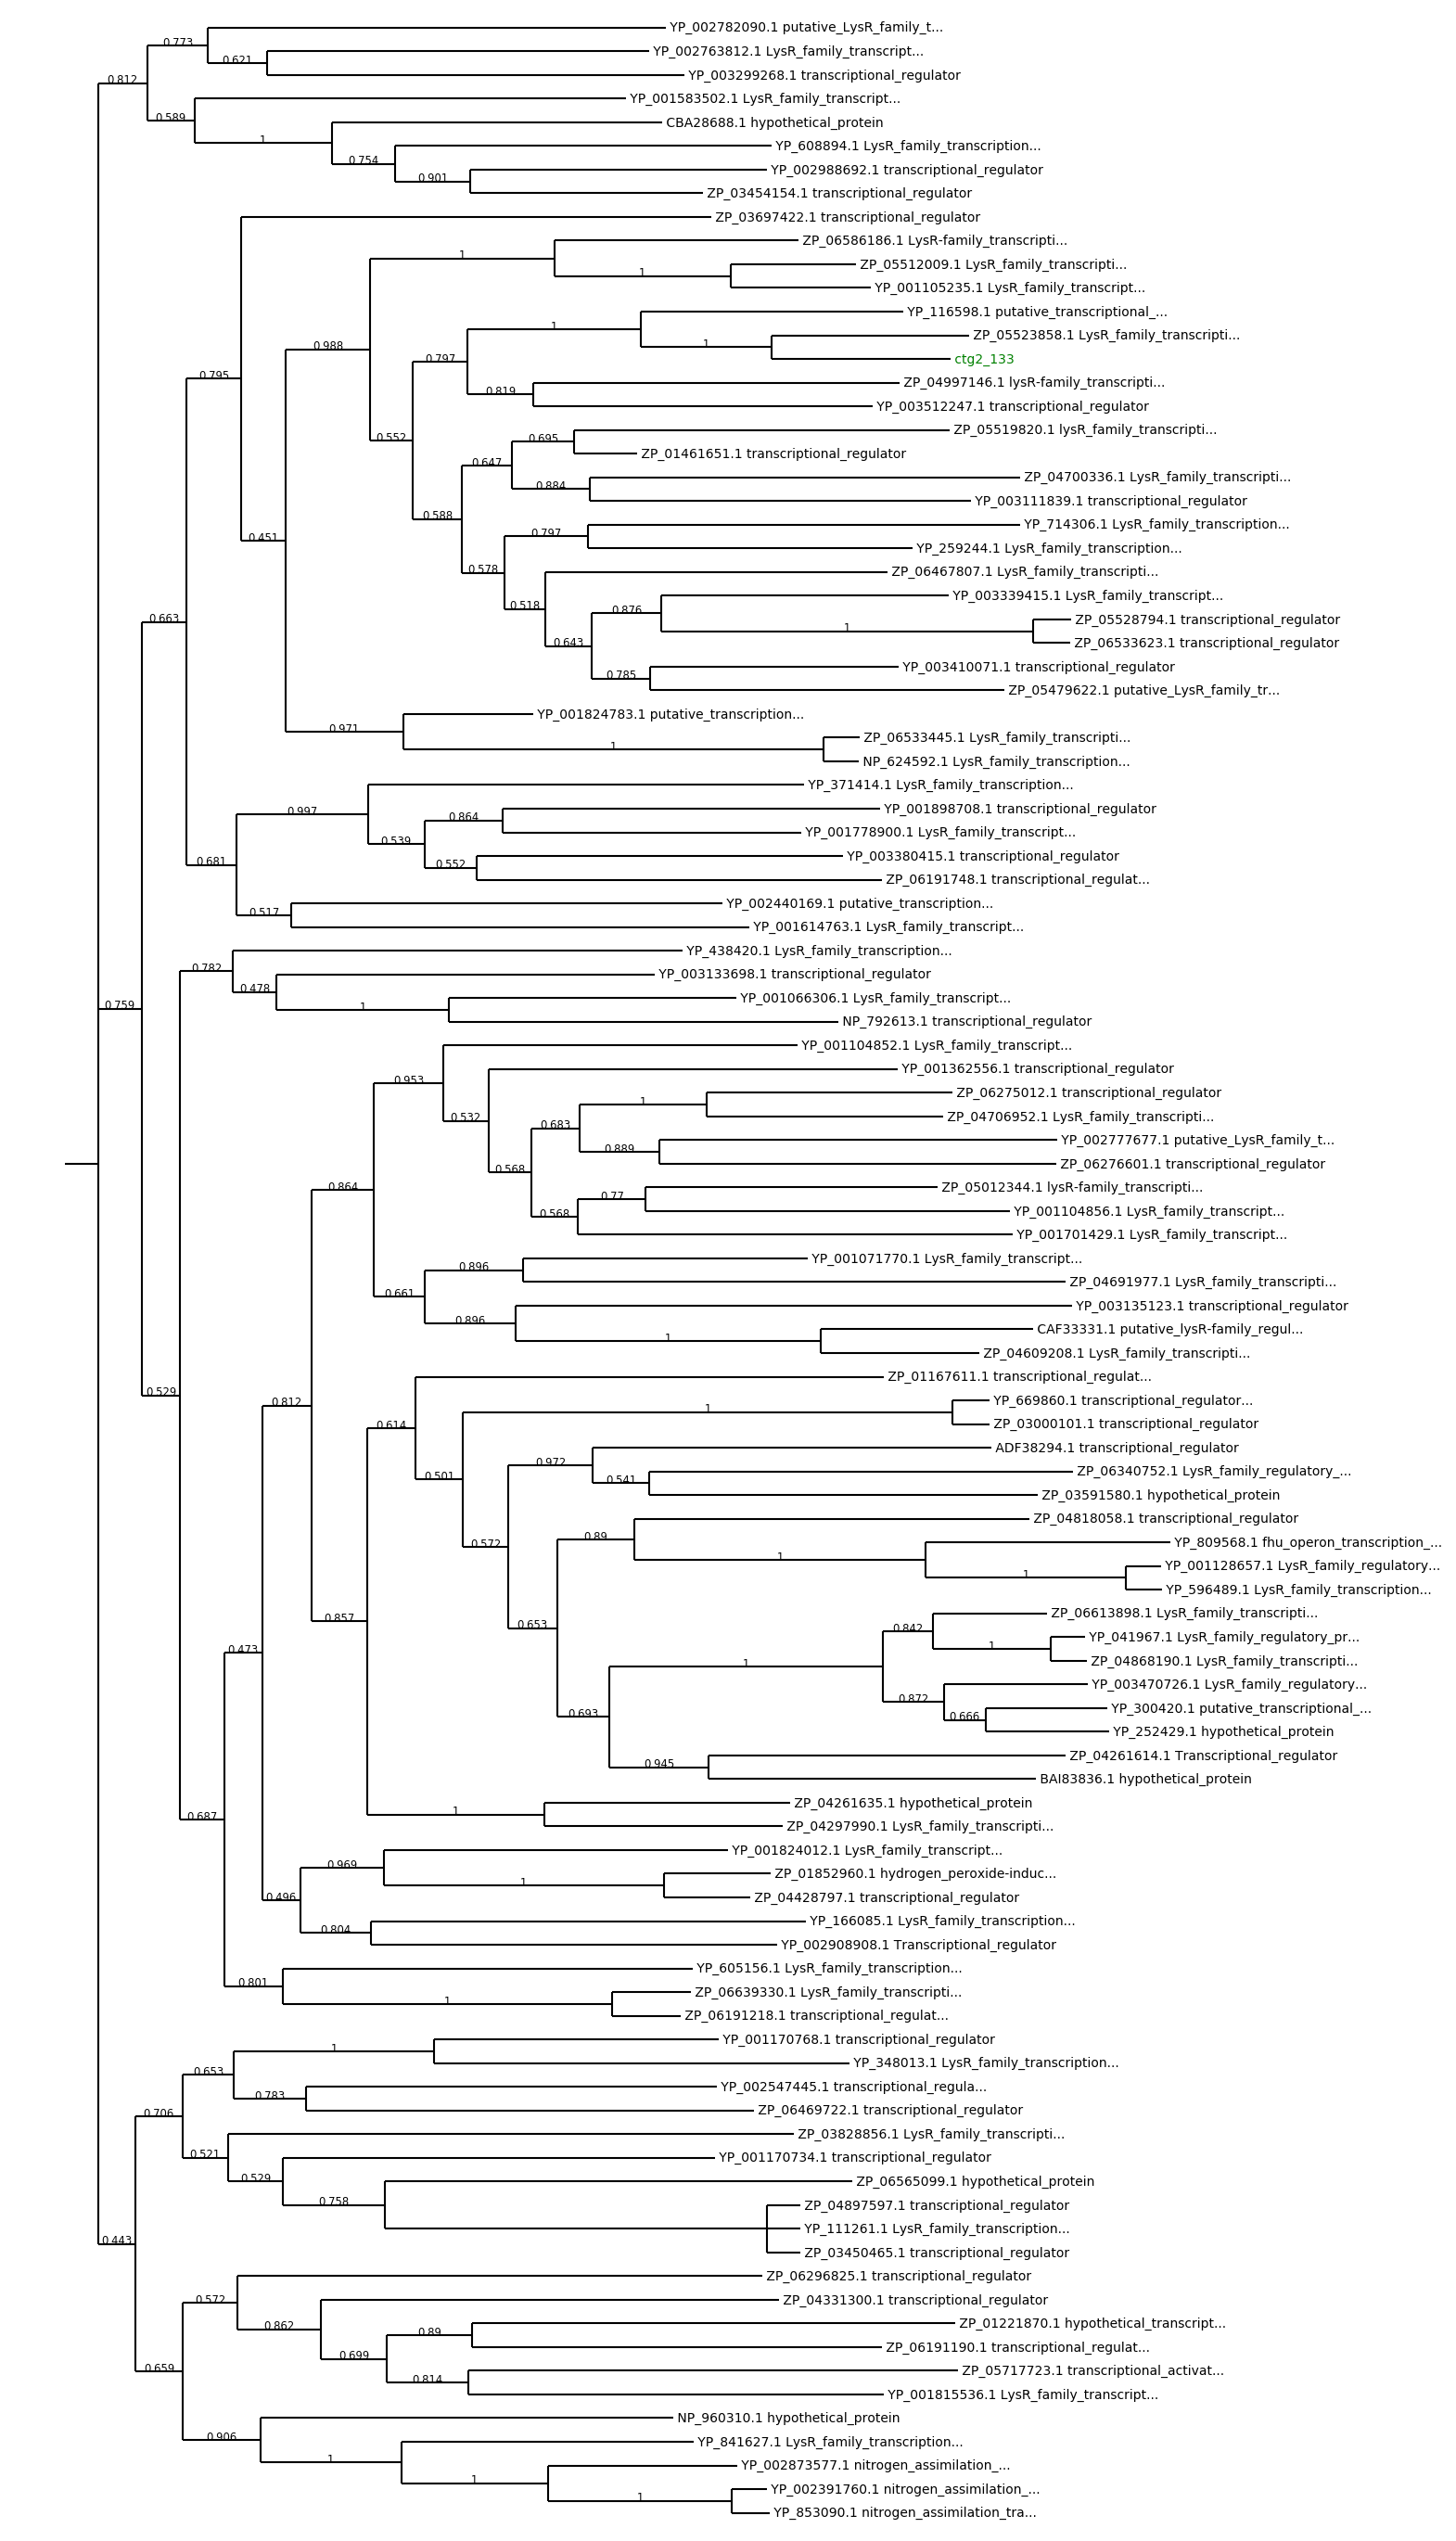 YP_002782090.1 putative_LysR_family_t...
0.773
YP_002763812.1 LysR_family_transcript...
0.621
YP_003299268.1 transcriptional_regulator
0.812
YP_001583502.1 LysR_family_transcript...
0.589
CBA28688.1 hypothetical_protein
1
YP_608894.1 LysR_family_transcription...
0.754
YP_002988692.1 transcriptional_regulator
0.901
ZP_03454154.1 transcriptional_regulator
ZP_03697422.1 transcriptional_regulator
ZP_06586186.1 LysR-family_transcripti...
1
ZP_05512009.1 LysR_family_transcripti...
1
YP_001105235.1 LysR_family_transcript...
YP_116598.1 putative_transcriptional_...
1
ZP_05523858.1 LysR_family_transcripti...
1
0.988
0.797
ctg2_133
0.795
ZP_04997146.1 lysR-family_transcripti...
0.819
YP_003512247.1 transcriptional_regulator
0.552
ZP_05519820.1 lysR_family_transcripti...
0.695
ZP_01461651.1 transcriptional_regulator
0.647
ZP_04700336.1 LysR_family_transcripti...
0.884
YP_003111839.1 transcriptional_regulator
0.588
YP_714306.1 LysR_family_transcription...
0.797
0.451
YP_259244.1 LysR_family_transcription...
0.578
ZP_06467807.1 LysR_family_transcripti...
0.518
YP_003339415.1 LysR_family_transcript...
0.876
ZP_05528794.1 transcriptional_regulator
0.663
1
0.643
ZP_06533623.1 transcriptional_regulator
YP_003410071.1 transcriptional_regulator
0.785
ZP_05479622.1 putative_LysR_family_tr...
YP_001824783.1 putative_transcription...
0.971
ZP_06533445.1 LysR_family_transcripti...
1
NP_624592.1 LysR_family_transcription...
YP_371414.1 LysR_family_transcription...
0.997
YP_001898708.1 transcriptional_regulator
0.864
YP_001778900.1 LysR_family_transcript...
0.539
YP_003380415.1 transcriptional_regulator
0.681
0.552
ZP_06191748.1 transcriptional_regulat...
YP_002440169.1 putative_transcription...
0.517
YP_001614763.1 LysR_family_transcript...
YP_438420.1 LysR_family_transcription...
0.782
YP_003133698.1 transcriptional_regulator
0.478
YP_001066306.1 LysR_family_transcript...
0.759
1
NP_792613.1 transcriptional_regulator
YP_001104852.1 LysR_family_transcript...
YP_001362556.1 transcriptional_regulator
0.953
ZP_06275012.1 transcriptional_regulator
1
ZP_04706952.1 LysR_family_transcripti...
0.532
0.683
YP_002777677.1 putative_LysR_family_t...
0.889
ZP_06276601.1 transcriptional_regulator
0.568
0.864
ZP_05012344.1 lysR-family_transcripti...
0.77
YP_001104856.1 LysR_family_transcript...
0.568
YP_001701429.1 LysR_family_transcript...
YP_001071770.1 LysR_family_transcript...
0.896
ZP_04691977.1 LysR_family_transcripti...
0.661
YP_003135123.1 transcriptional_regulator
0.896
CAF33331.1 putative_lysR-family_regul...
1
ZP_04609208.1 LysR_family_transcripti...
ZP_01167611.1 transcriptional_regulat...
0.529
YP_669860.1 transcriptional_regulator...
0.812
1
ZP_03000101.1 transcriptional_regulator
0.614
ADF38294.1 transcriptional_regulator
0.972
ZP_06340752.1 LysR_family_regulatory_...
0.501
0.541
ZP_03591580.1 hypothetical_protein
ZP_04818058.1 transcriptional_regulator
0.89
0.572
YP_809568.1 fhu_operon_transcription_...
1
YP_001128657.1 LysR_family_regulatory...
1
YP_596489.1 LysR_family_transcription...
ZP_06613898.1 LysR_family_transcripti...
0.857
0.653
0.842
YP_041967.1 LysR_family_regulatory_pr...
1
0.473
ZP_04868190.1 LysR_family_transcripti...
1
YP_003470726.1 LysR_family_regulatory...
0.872
YP_300420.1 putative_transcriptional_...
0.693
0.666
YP_252429.1 hypothetical_protein
ZP_04261614.1 Transcriptional_regulator
0.945
BAI83836.1 hypothetical_protein
ZP_04261635.1 hypothetical_protein
0.687
1
ZP_04297990.1 LysR_family_transcripti...
YP_001824012.1 LysR_family_transcript...
0.969
ZP_01852960.1 hydrogen_peroxide-induc...
1
ZP_04428797.1 transcriptional_regulator
0.496
YP_166085.1 LysR_family_transcription...
0.804
YP_002908908.1 Transcriptional_regulator
YP_605156.1 LysR_family_transcription...
0.801
ZP_06639330.1 LysR_family_transcripti...
1
ZP_06191218.1 transcriptional_regulat...
YP_001170768.1 transcriptional_regulator
1
YP_348013.1 LysR_family_transcription...
0.653
YP_002547445.1 transcriptional_regula...
0.783
ZP_06469722.1 transcriptional_regulator
0.706
ZP_03828856.1 LysR_family_transcripti...
0.521
YP_001170734.1 transcriptional_regulator
0.529
ZP_06565099.1 hypothetical_protein
0.758
ZP_04897597.1 transcriptional_regulator
YP_111261.1 LysR_family_transcription...
0.443
ZP_03450465.1 transcriptional_regulator
ZP_06296825.1 transcriptional_regulator
0.572
ZP_04331300.1 transcriptional_regulator
0.862
ZP_01221870.1 hypothetical_transcript...
0.89
ZP_06191190.1 transcriptional_regulat...
0.699
0.659
ZP_05717723.1 transcriptional_activat...
0.814
YP_001815536.1 LysR_family_transcript...
NP_960310.1 hypothetical_protein
0.906
YP_841627.1 LysR_family_transcription...
1
YP_002873577.1 nitrogen_assimilation_...
1
YP_002391760.1 nitrogen_assimilation_...
1
YP_853090.1 nitrogen_assimilation_tra...